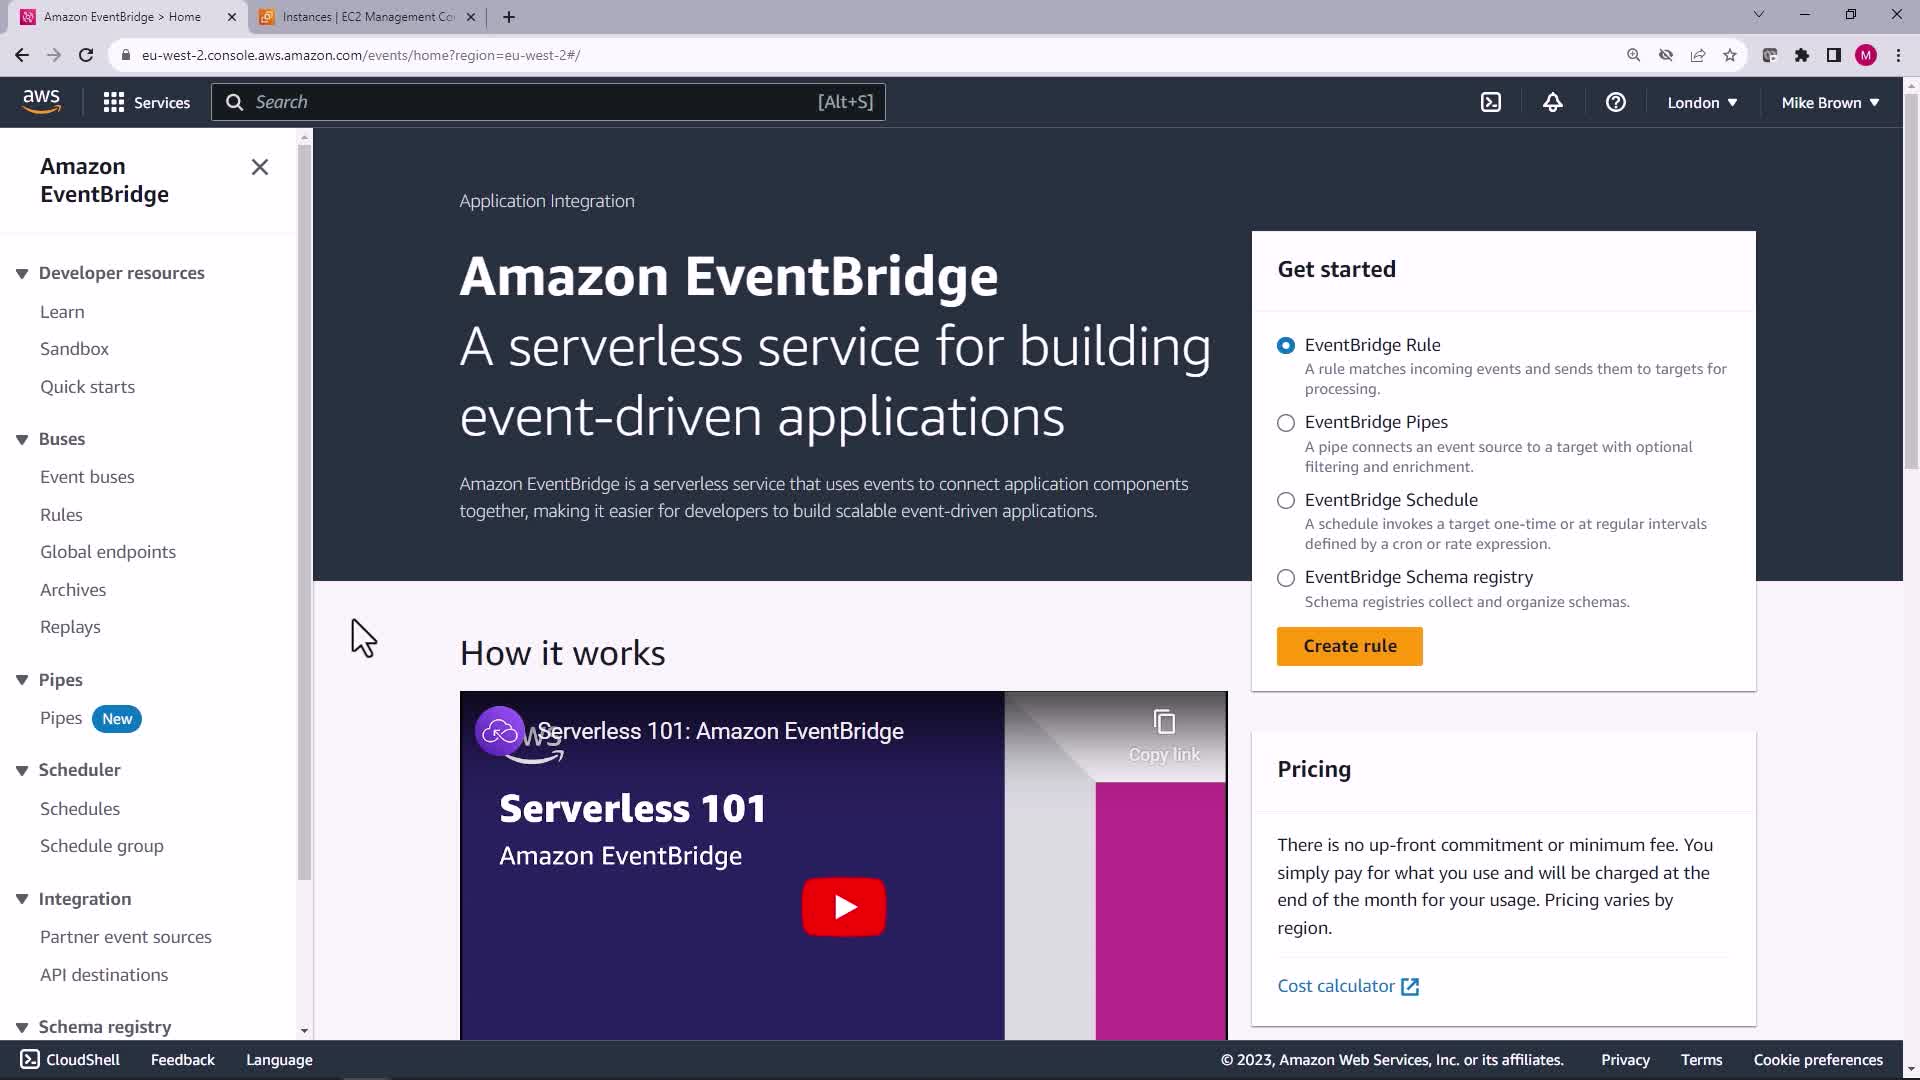 Amazon EventBridge > Home
Instances | EC2 Management Co
eu-west-2.console.aws.amazon.com/events/home?region=eu-west-2#/
M
aws
Services
Search
[Alt+S]
London
Mike Brown
Amazon
EventBridge
Developer resources
Learn
Sandbox
Quick starts
Buses
Event buses
Rules
Global endpoints
Archives
Replays
Pipes
Pipes New
Scheduler
Schedules
Schedule group
Integration
Partner event sources
API destinations
Schema registry
Application Integration
Amazon EventBridge
A serverless service for building
event-driven applications
Amazon EventBridge is a serverless service that uses events to connect application components
together, making it easier for developers to build scalable event-driven applications.
Get started
EventBridge Rule
A rule matches incoming events and sends them to targets for
processing.
EventBridge Pipes
A pipe connects an event source to a target with optional
filtering and enrichment.
EventBridge Schedule
A schedule invokes a target one-time or at regular intervals
defined by a cron or rate expression.
EventBridge Schema registry
Schema registries collect and organize schemas.
Create rule
How it works
Serverless 101: Amazon EventBridge
aws
Copy link
Serverless 101
Amazon EventBridge
Pricing
There is no up-front commitment or minimum fee. You
simply pay for what you use and will be charged at the
end of the month for your usage. Pricing varies by
region.
Cost calculator
CloudShell
Feedback
Language
© 2023, Amazon Web Services, Inc. or its affiliates.
Privacy
Terms
Cookie preferences